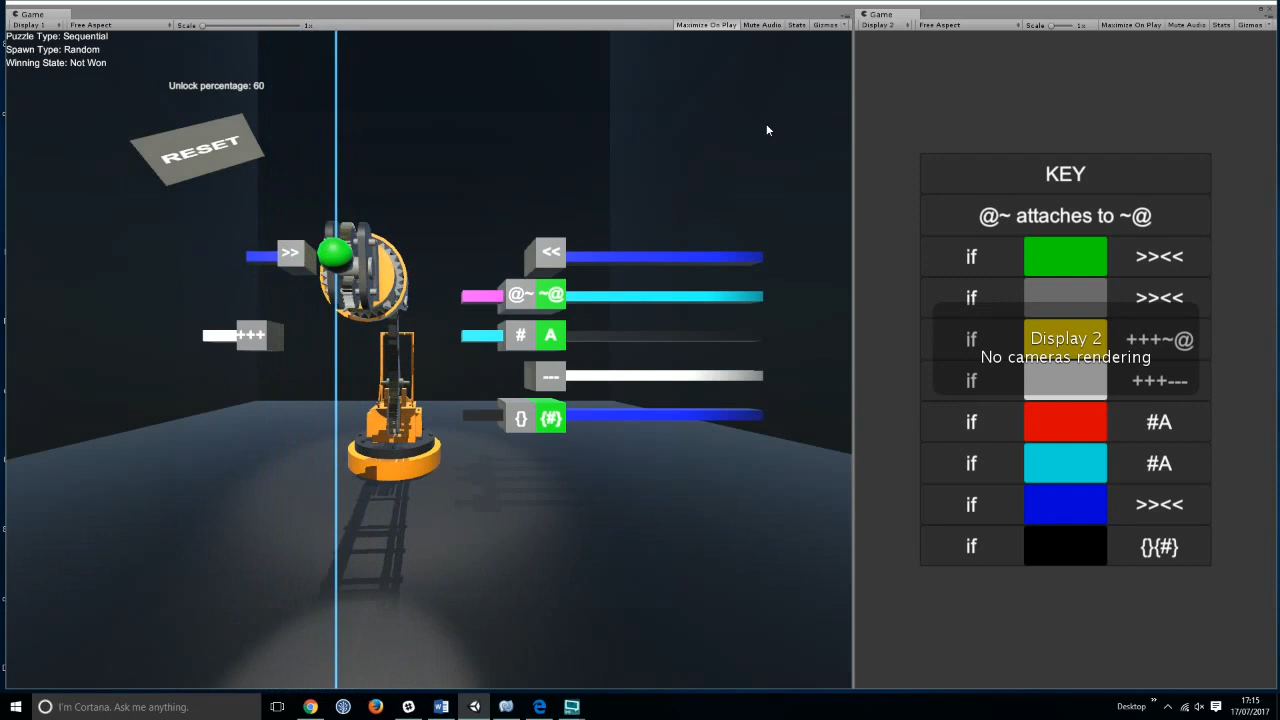 Game
Display 1 Free Aspect Scale 1x Maximize On Play Mute Audio Stats Gizmos
Puzzle Type: Sequential
Spawn Type: Random
Winning State: Not Won
Unlock percentage: 60
RESET
>> <<
@~ ~@
+++ # A
---
{} {#}
Game
Display 2 Free Aspect Scale 1x Maximize On Play Mute Audio Stats Gizmos
KEY
@~ attaches to ~@
if >><<
if >><<
if +++~@
if +++---
Display 2
No cameras rendering
if #A
if #A
if >><<
if {}{#}
I'm Cortana. Ask me anything.
Desktop
17:15
17/07/2017